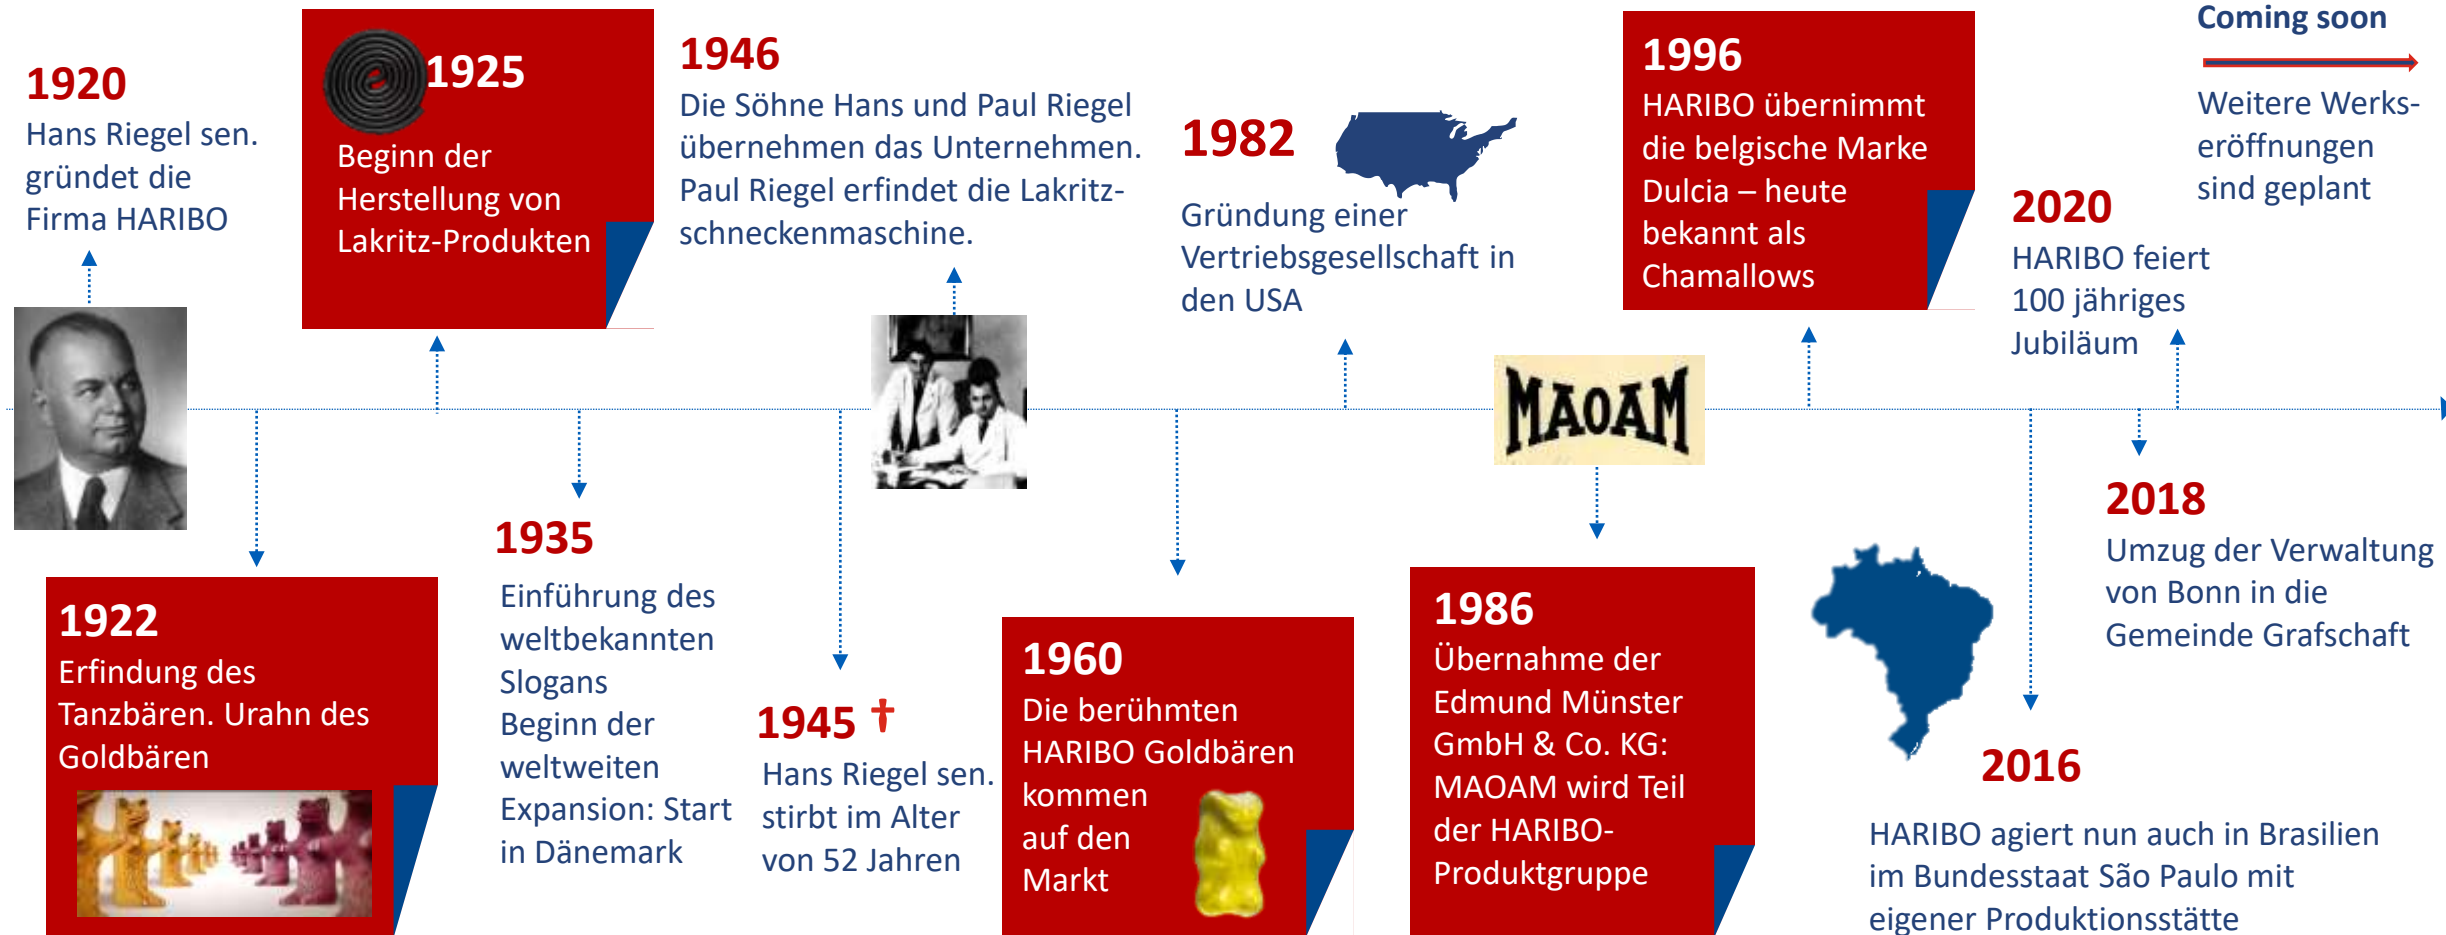 1920
Hans Riegel sen.
gründet die
Firma HARIBO
1922
Erfindung des
Tanzbären. Urahn des
Goldbären
1925
Beginn der
Herstellung von
Lakritz-Produkten
1935
Einführung des
weltbekannten
Slogans
Beginn der
weltweiten
Expansion: Start
in Dänemark
1945 †
Hans Riegel sen.
stirbt im Alter
von 52 Jahren
1946
Die Söhne Hans und Paul Riegel
übernehmen das Unternehmen.
Paul Riegel erfindet die Lakritz-
schneckenmaschine.
1960
Die berühmten
HARIBO Goldbären
kommen
auf den
Markt
1982
Gründung einer
Vertriebsgesellschaft in
den USA
MAOAM
1986
Übernahme der
Edmund Münster
GmbH & Co. KG:
MAOAM wird Teil
der HARIBO-
Produktgruppe
1996
HARIBO übernimmt
die belgische Marke
Dulcia – heute
bekannt als
Chamallows
2016
HARIBO agiert nun auch in Brasilien
im Bundesstaat São Paulo mit
eigener Produktionsstätte
2018
Umzug der Verwaltung
von Bonn in die
Gemeinde Grafschaft
2020
HARIBO feiert
100 jähriges
Jubiläum
Coming soon
Weitere Werks-
eröffnungen
sind geplant